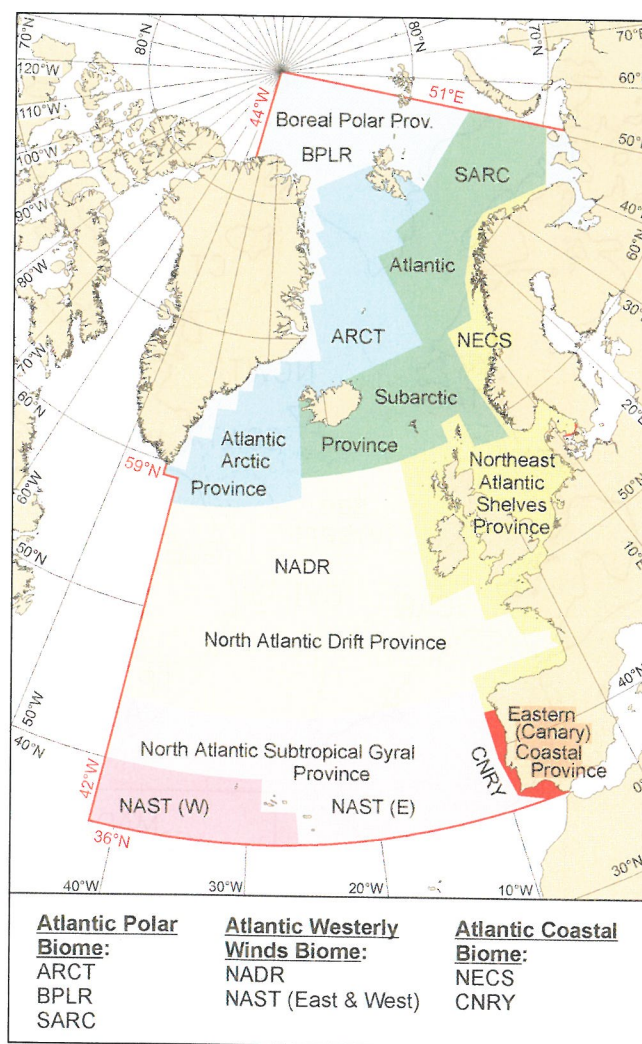 70°N
80°N
80°N
70°N
70°N
120°W
60°N
110°W
51°E
50°N
44°W
100°W
Boreal Polar Prov.
BPLR
SARC
40°N
90°W
60°N
80°W
Atlantic
30°N
70°W
ARCT
NECS
60°N
Subarctic
20°E
Atlantic
Arctic
Province
Province
59°N
60°W
Northeast
Atlantic
Shelves
Province
50°N
50°N
NADR
10°E
North Atlantic Drift Province
40°N
50°W
40°N
Eastern
(Canary)
Coastal
Province
North Atlantic Subtropical Gyral
Province
CNRY
42°W
NAST (W)
NAST (E)
0°
36°N
30°N
40°W
30°W
20°W
10°W
Atlantic Polar
Biome:
ARCT
BPLR
SARC
Atlantic Westerly
Winds Biome:
NADR
NAST (East & West)
Atlantic Coastal
Biome:
NECS
CNRY